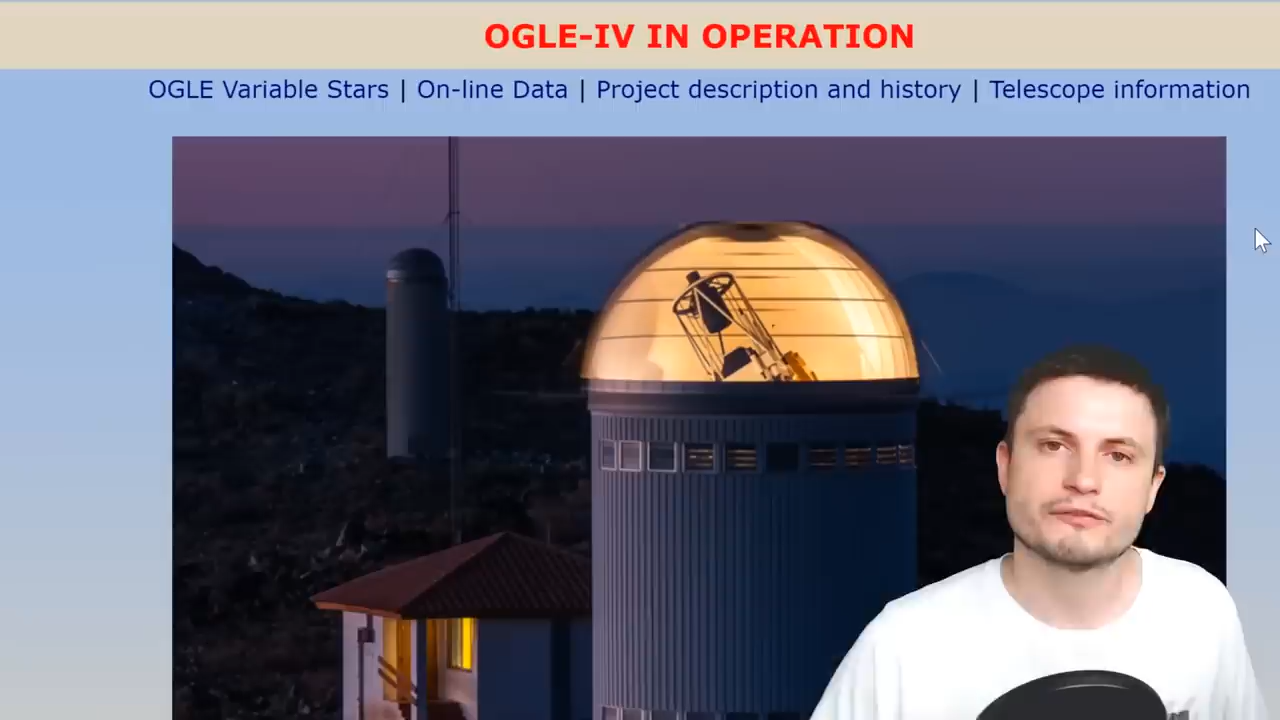 OGLE-IV IN OPERATION
OGLE Variable Stars | On-line Data | Project description and history | Telescope information